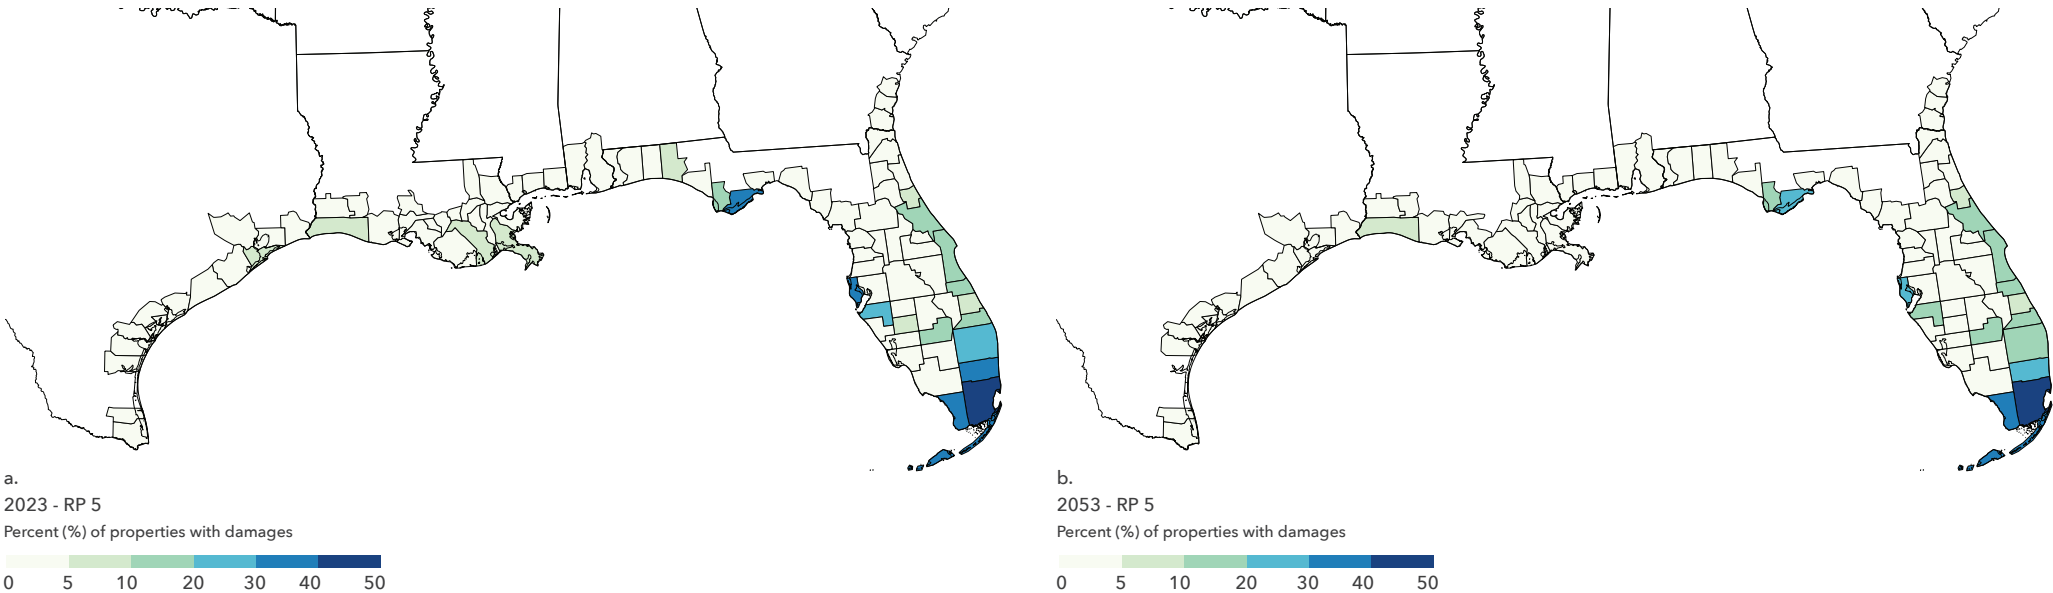 a.
2023 - RP 5
Percent (%) of properties with damages
0 5 10 20 30 40 50
b.
2053 - RP 5
Percent (%) of properties with damages
0 5 10 20 30 40 50